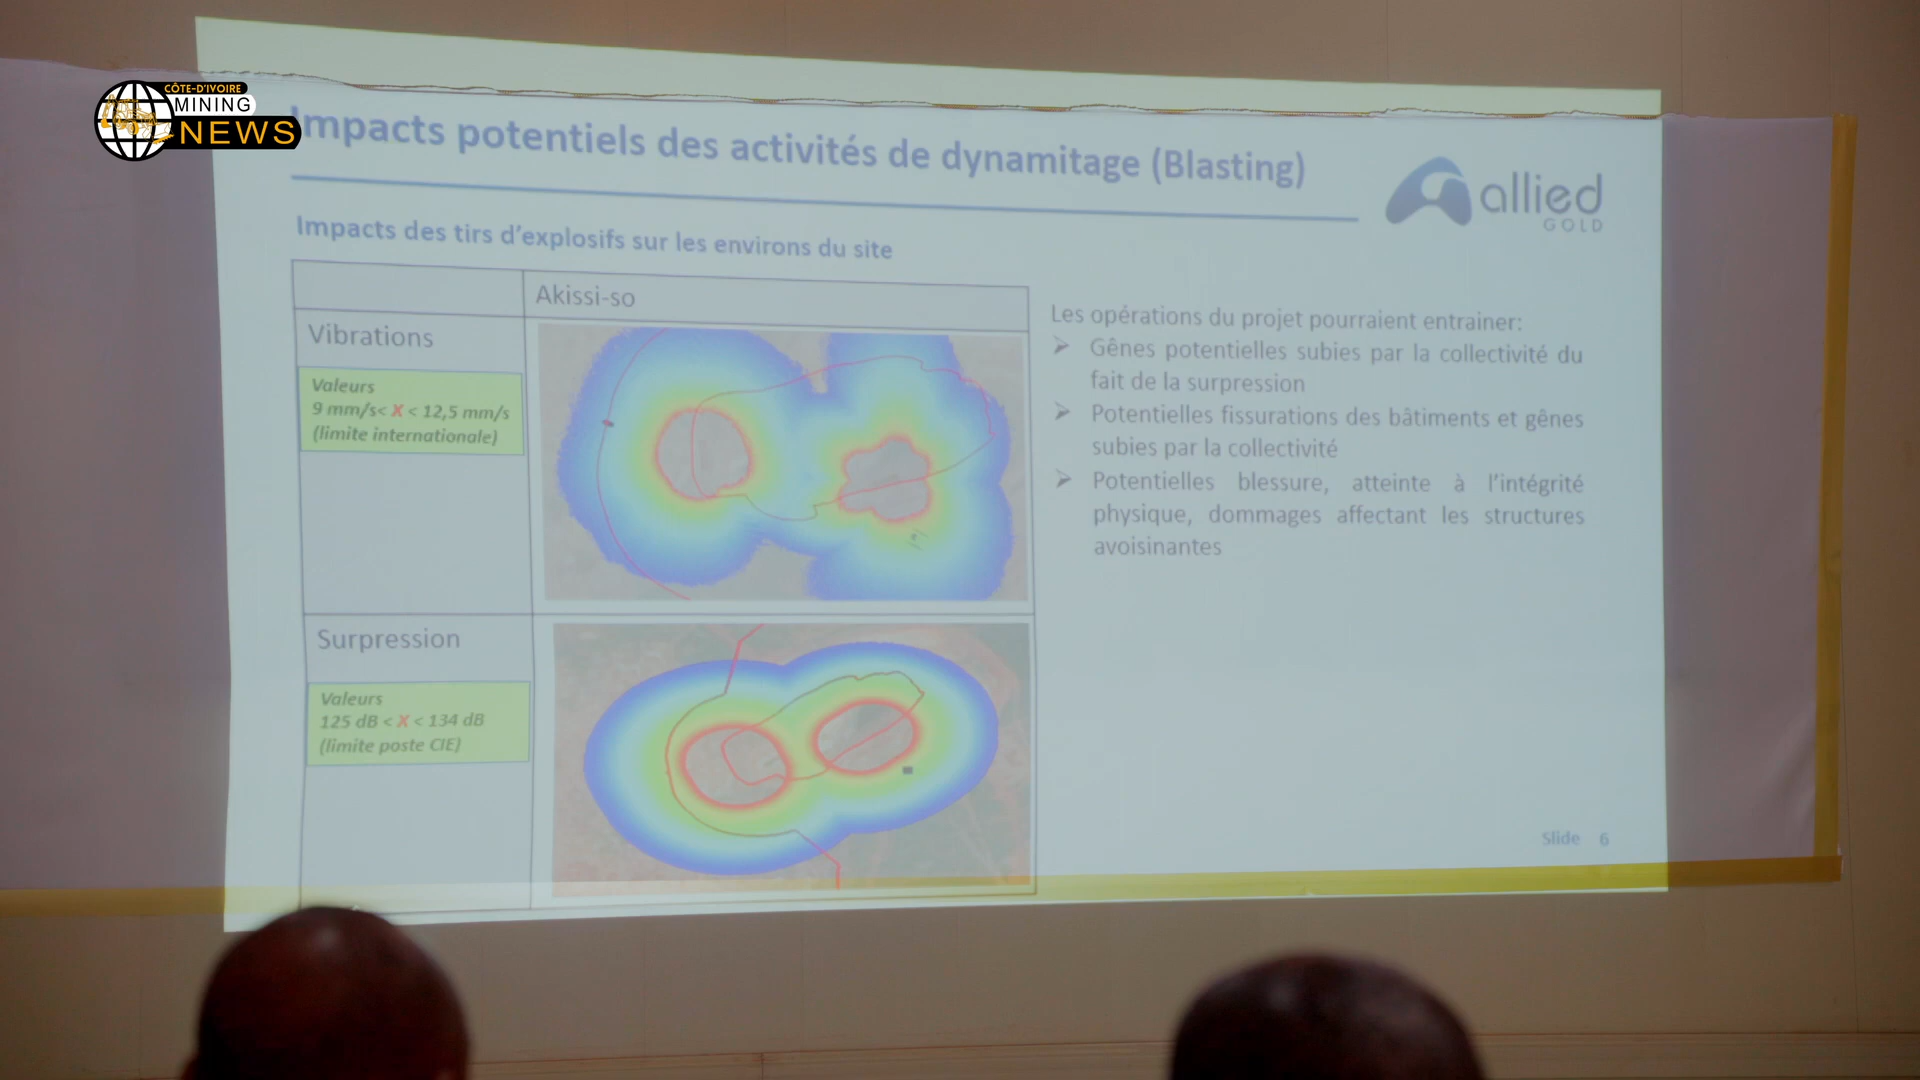 CÔTE-D'IVOIRE
MINING
NEWS
Impacts potentiels des activités de dynamitage (Blasting)
allied
GOLD
Impacts des tirs d'explosifs sur les environs du site
Akissi-so
Vibrations
Valeurs
9 mm/s< X < 12,5 mm/s
(limite internationale)
Surpression
Valeurs
125 dB < X < 134 dB
(limite poste CIE)
Les opérations du projet pourraient entrainer:
➢ Gênes potentielles subies par la collectivité du
fait de la surpression
➢ Potentielles fissurations des bâtiments et gênes
subies par la collectivité
➢ Potentielles blessure, atteinte à l'intégrité
physique, dommages affectant les structures
avoisinantes
Slide 6